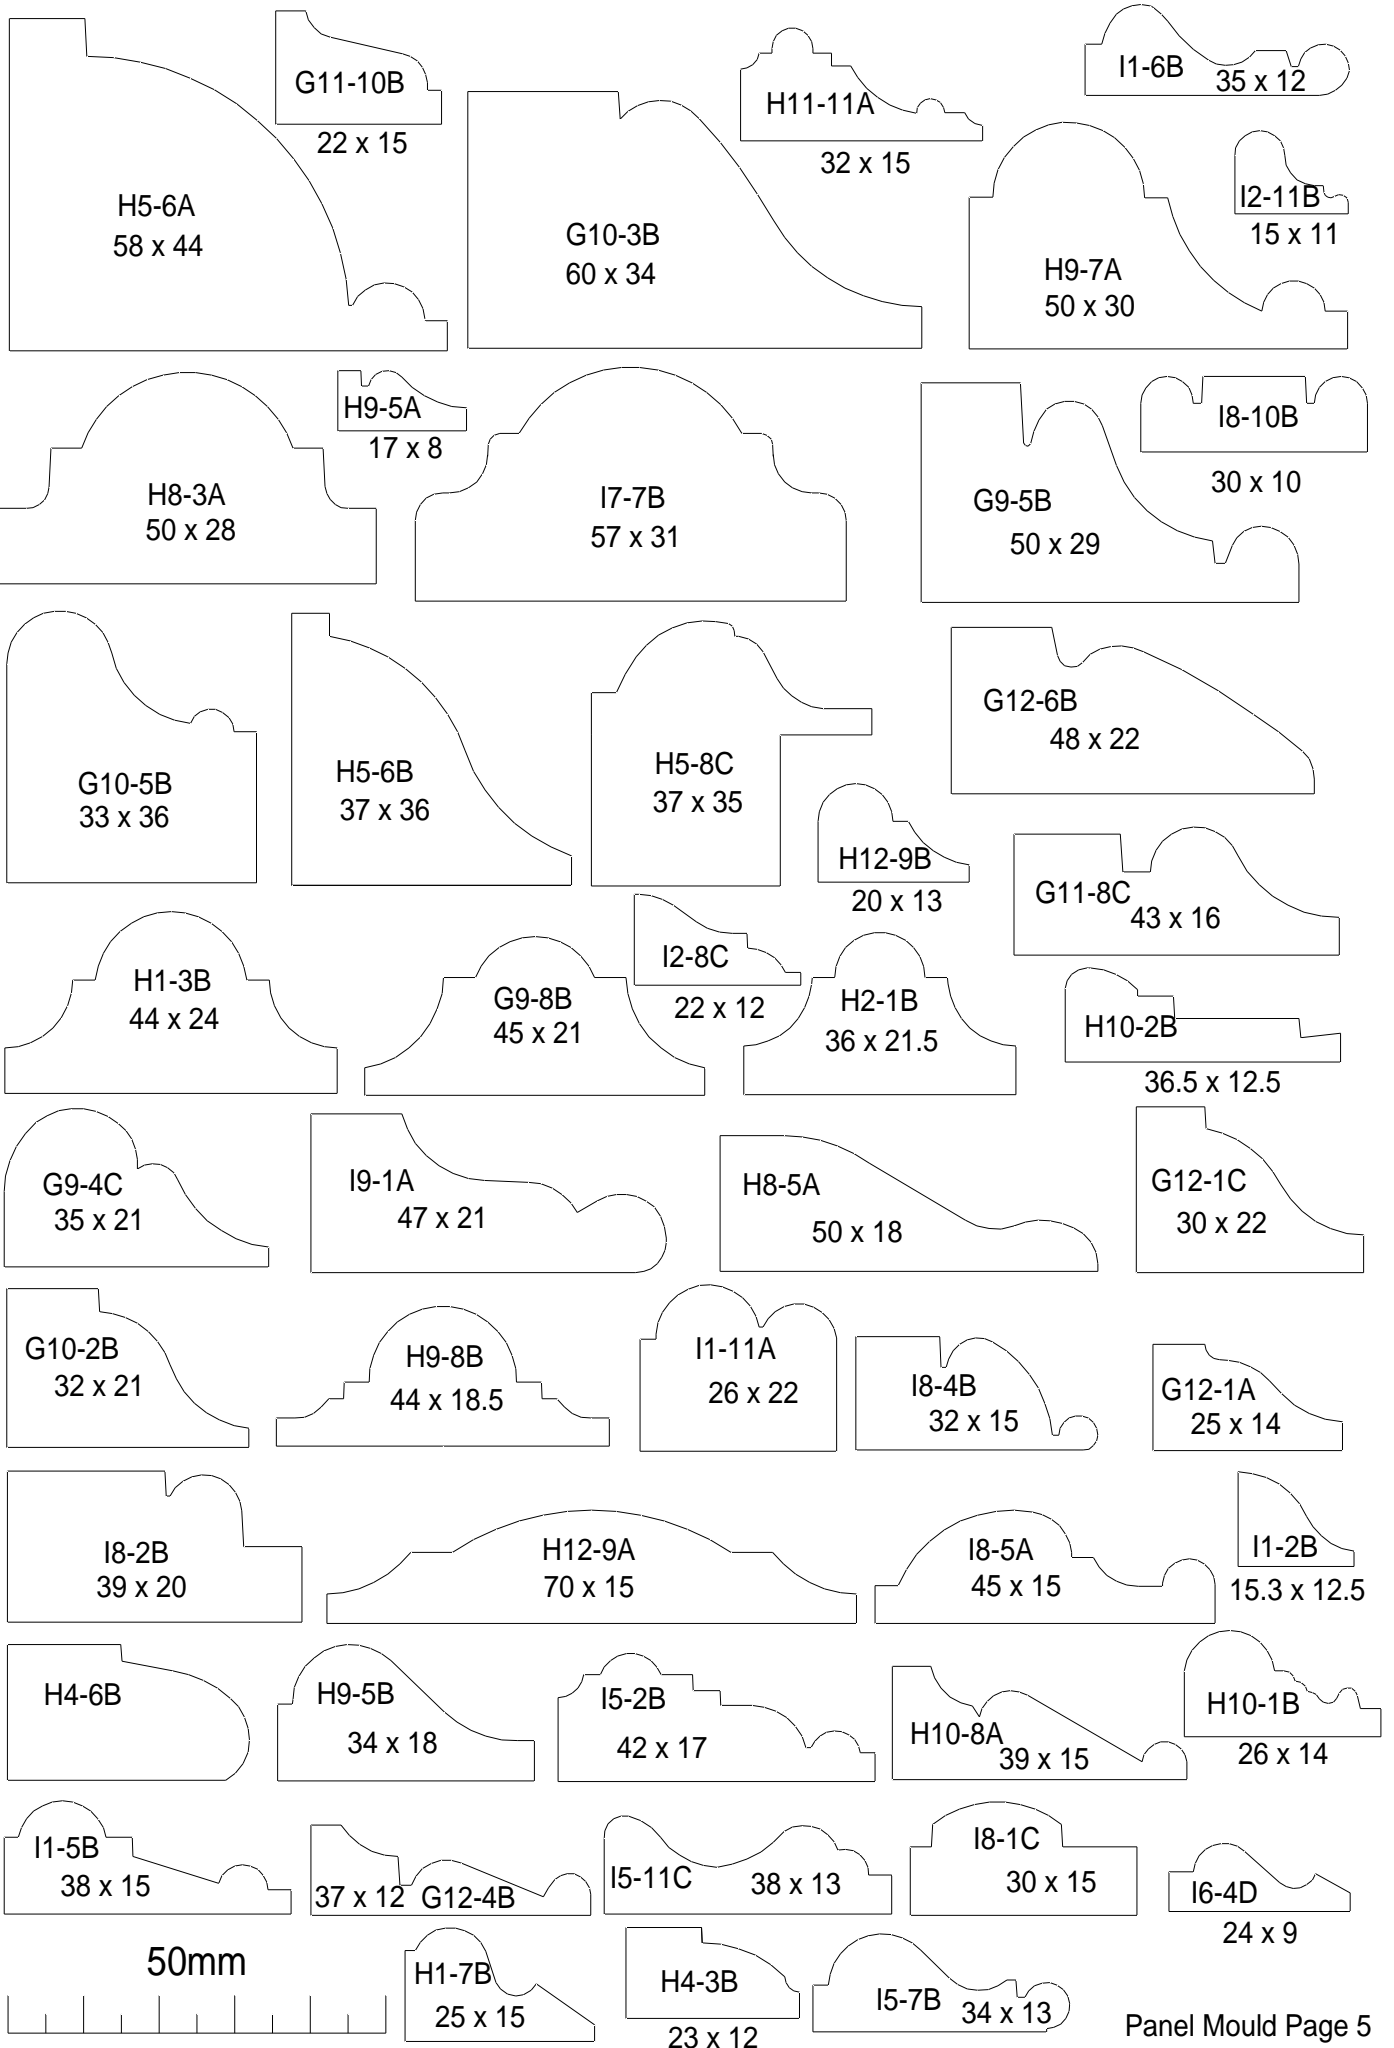 G11-10B
22 x 15
H11-11A
32 x 15
I1-6B
35 x 12
H5-6A
58 x 44
G10-3B
60 x 34
H9-7A
50 x 30
I2-11B
15 x 11
H8-3A
50 x 28
H9-5A
17 x 8
I7-7B
57 x 31
G9-5B
50 x 29
I8-10B
30 x 10
G10-5B
33 x 36
H5-6B
37 x 36
H5-8C
37 x 35
G12-6B
48 x 22
H12-9B
20 x 13
G11-8C
43 x 16
H1-3B
44 x 24
G9-8B
45 x 21
I2-8C
22 x 12
H2-1B
36 x 21.5
H10-2B
36.5 x 12.5
G9-4C
35 x 21
I9-1A
47 x 21
H8-5A
50 x 18
G12-1C
30 x 22
G10-2B
32 x 21
H9-8B
44 x 18.5
I1-11A
26 x 22
I8-4B
32 x 15
G12-1A
25 x 14
I8-2B
39 x 20
H12-9A
70 x 15
I8-5A
45 x 15
I1-2B
15.3 x 12.5
H4-6B
H9-5B
34 x 18
I5-2B
42 x 17
H10-8A
39 x 15
H10-1B
26 x 14
I1-5B
38 x 15
37 x 12 G12-4B
I5-11C
38 x 13
I8-1C
30 x 15
I6-4D
24 x 9
50mm
H1-7B
25 x 15
H4-3B
23 x 12
I5-7B
34 x 13
Panel Mould Page 5